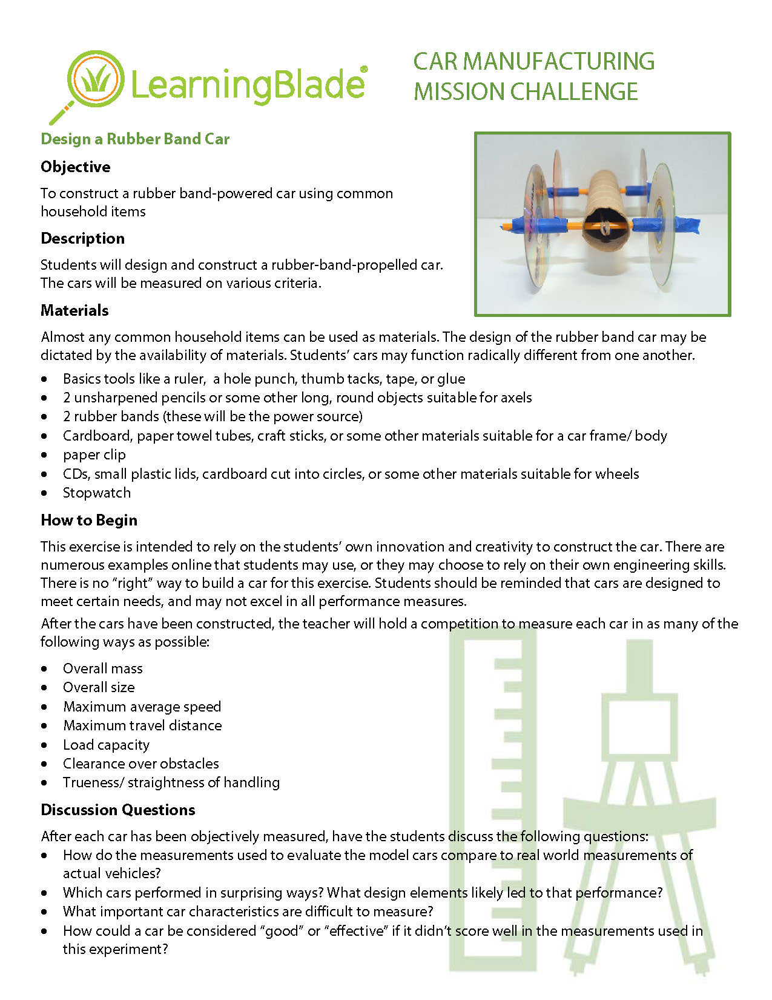 LearningBlade®
CAR MANUFACTURING
MISSION CHALLENGE
Design a Rubber Band Car
Objective
To construct a rubber band-powered car using common
household items
Description
Students will design and construct a rubber-band-propelled car.
The cars will be measured on various criteria.
Materials
Almost any common household items can be used as materials. The design of the rubber band car may be
dictated by the availability of materials. Students’ cars may function radically different from one another.
• Basics tools like a ruler, a hole punch, thumb tacks, tape, or glue
• 2 unsharpened pencils or some other long, round objects suitable for axels
• 2 rubber bands (these will be the power source)
• Cardboard, paper towel tubes, craft sticks, or some other materials suitable for a car frame/ body
• paper clip
• CDs, small plastic lids, cardboard cut into circles, or some other materials suitable for wheels
• Stopwatch
How to Begin
This exercise is intended to rely on the students’ own innovation and creativity to construct the car. There are
numerous examples online that students may use, or they may choose to rely on their own engineering skills.
There is no “right” way to build a car for this exercise. Students should be reminded that cars are designed to
meet certain needs, and may not excel in all performance measures.
After the cars have been constructed, the teacher will hold a competition to measure each car in as many of the
following ways as possible:
• Overall mass
• Overall size
• Maximum average speed
• Maximum travel distance
• Load capacity
• Clearance over obstacles
• Trueness/ straightness of handling
Discussion Questions
After each car has been objectively measured, have the students discuss the following questions:
• How do the measurements used to evaluate the model cars compare to real world measurements of
actual vehicles?
• Which cars performed in surprising ways? What design elements likely led to that performance?
• What important car characteristics are difficult to measure?
• How could a car be considered “good” or “effective” if it didn’t score well in the measurements used in
this experiment?